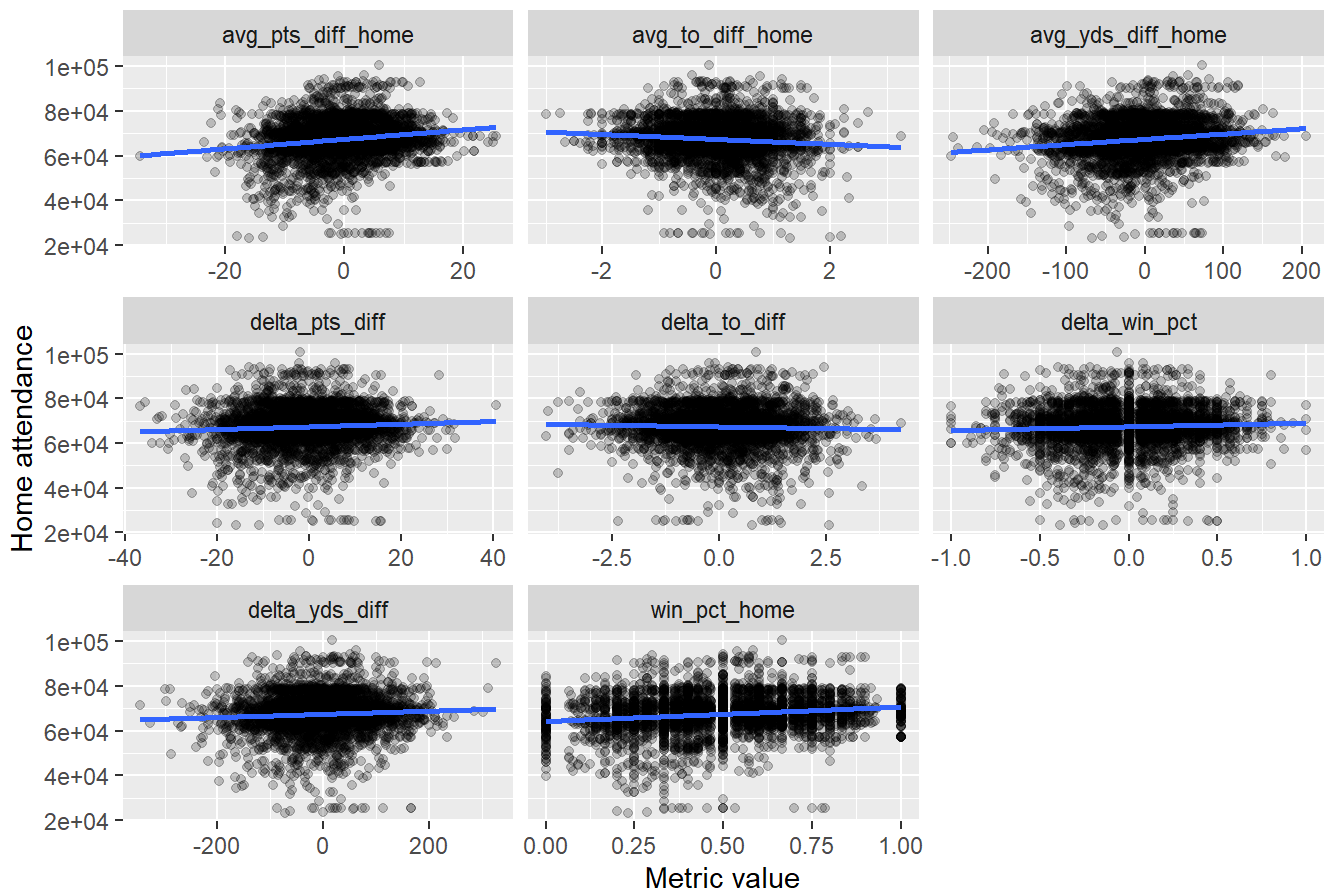 avg_pts_diff_home avg_to_diff_home avg_yds_diff_home
1e+05
8e+04
6e+04
4e+04
2e+04
-20 0 20 -2 0 2 -200 -100 0 100 200
delta_pts_diff delta_to_diff delta_win_pct
1e+05
8e+04
6e+04
4e+04
2e+04
-40 -20 0 20 40 -2.5 0.0 2.5 -1.0 -0.5 0.0 0.5 1.0
delta_yds_diff win_pct_home
1e+05
8e+04
6e+04
4e+04
2e+04
-200 0 200 0.00 0.25 0.50 0.75 1.00
Home attendance
Metric value